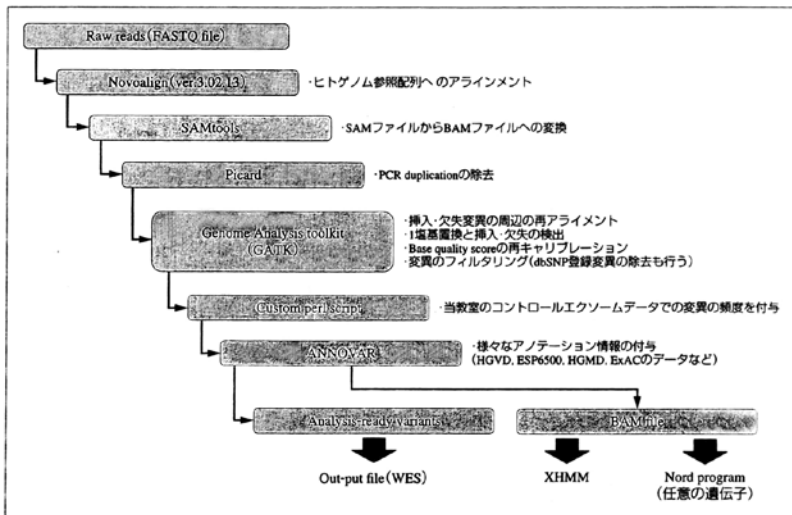 Raw reads(FASTQ file)
Novoalign(ver.3.02.13)
・ヒトゲノム参照配列へのアラインメント
SAMtools
・SAMファイルからBAMファイルへの変換
Picard
・PCR duplicationの除去
Genome Analysis toolkit
(GATK)
・挿入・欠失変異の周辺の再アライメント
・1塩基置換と挿入・欠失の検出
・Base quality scoreの再キャリブレーション
・変異のフィルタリング(dbSNP登録変異の除去も行う)
Custom perl script
・当教室のコントロールエクソームデータでの変異の頻度を付与
ANNOVAR
・様々なアノテーション情報の付与
(HGVD, ESP6500, HGMD, ExACのデータなど)
Analysis-ready variants
BAM file
Out-put file(WES)
XHMM
Nord program
(任意の遺伝子)